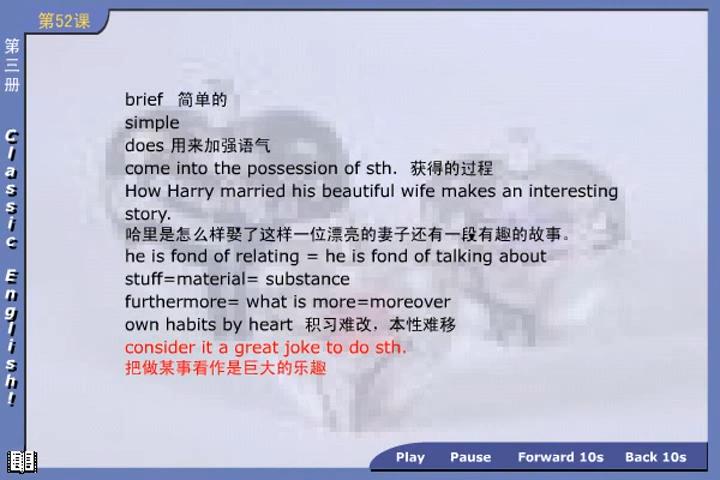 第52课
第三册
Classic English!
brief 简单的
simple
does 用来加强语气
come into the possession of sth. 获得的过程
How Harry married his beautiful wife makes an interesting
story.
哈里是怎么样娶了这样一位漂亮的妻子还有一段有趣的故事。
he is fond of relating = he is fond of talking about
stuff=material= substance
furthermore= what is more=moreover
own habits by heart 积习难改，本性难移
consider it a great joke to do sth.
把做某事看作是巨大的乐趣
Play Pause Forward 10s Back 10s